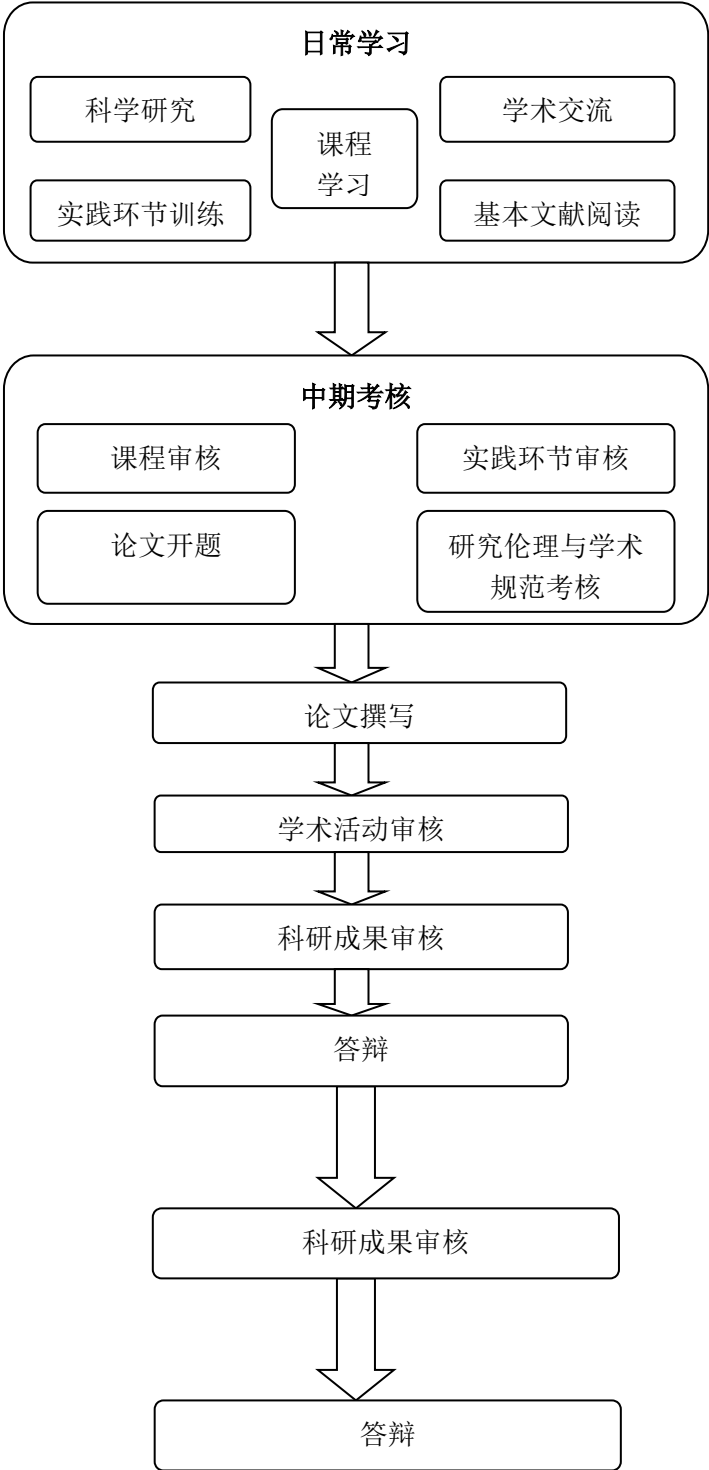 日常学习
科学研究
学术交流
课程
学习
实践环节训练
基本文献阅读
中期考核
课程审核
实践环节审核
论文开题
研究伦理与学术
规范考核
论文撰写
学术活动审核
科研成果审核
答辩
科研成果审核
答辩